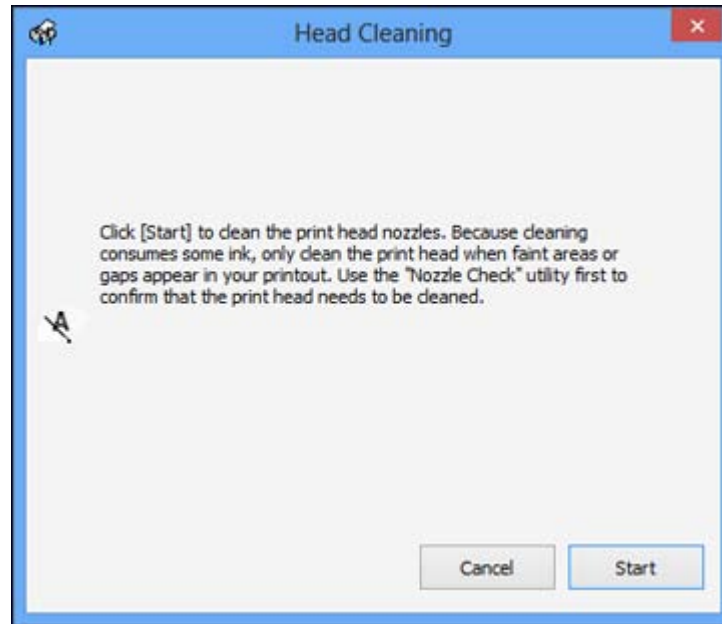 Head Cleaning
Click [Start] to clean the print head nozzles. Because cleaning
consumes some ink, only clean the print head when faint areas or
gaps appear in your printout. Use the "Nozzle Check" utility first to
confirm that the print head needs to be cleaned.
A
Cancel
Start